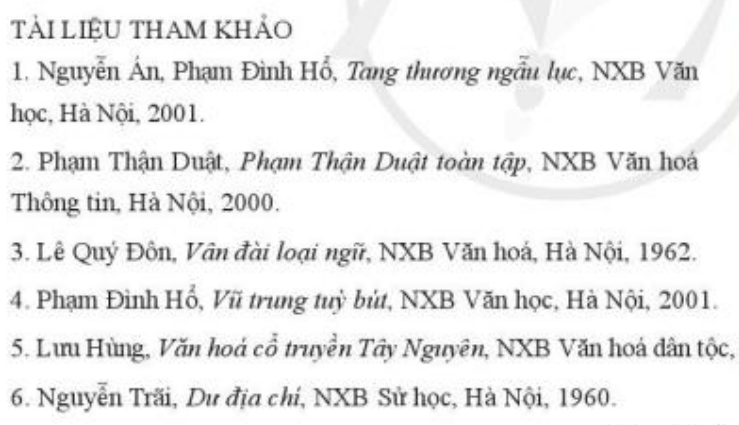 TÀI LIỆU THAM KHẢO
1. Nguyễn Án, Phạm Đình Hổ, Tang thương ngẫu lục, NXB Văn
học, Hà Nội, 2001.
2. Phạm Thận Duật, Phạm Thận Duật toàn tập, NXB Văn hoá
Thông tin, Hà Nội, 2000.
3. Lê Quý Đôn, Vân đài loại ngữ, NXB Văn hoá, Hà Nội, 1962.
4. Phạm Đình Hổ, Vũ trung tuỳ bút, NXB Văn học, Hà Nội, 2001.
5. Lưu Hùng, Văn hoá cổ truyền Tây Nguyên, NXB Văn hoá dân tộc,
6. Nguyễn Trãi, Dư địa chí, NXB Sử học, Hà Nội, 1960.